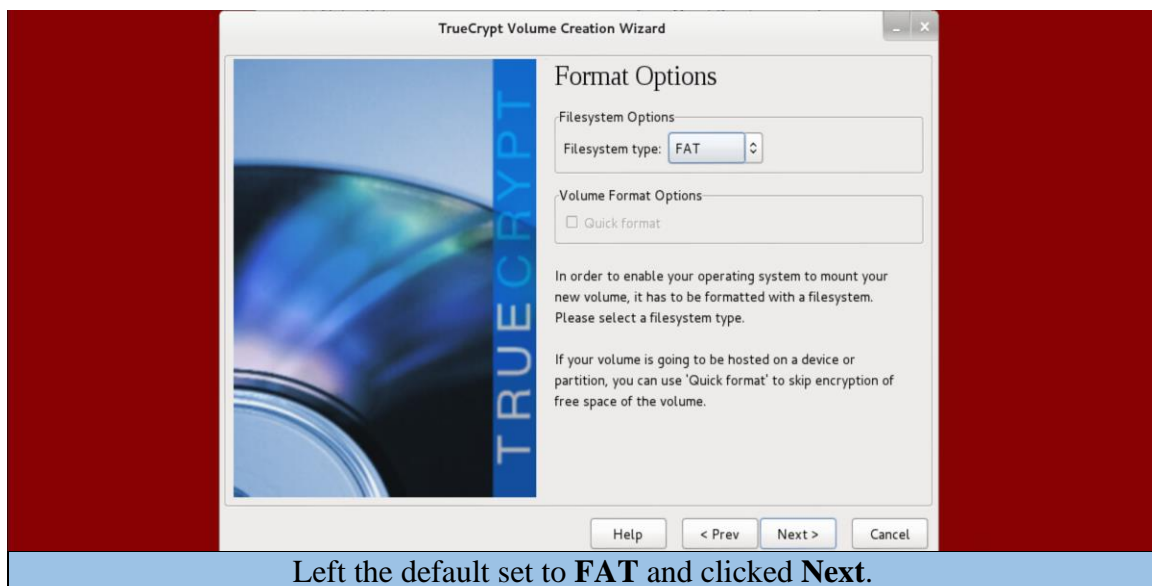 TrueCrypt Volume Creation Wizard
TRUECRYPT
Format Options
Filesystem Options
Filesystem type: FAT
Volume Format Options
Quick format
In order to enable your operating system to mount your
new volume, it has to be formatted with a filesystem.
Please select a filesystem type.
If your volume is going to be hosted on a device or
partition, you can use 'Quick format' to skip encryption of
free space of the volume.
Help < Prev Next > Cancel
Left the default set to FAT and clicked Next.